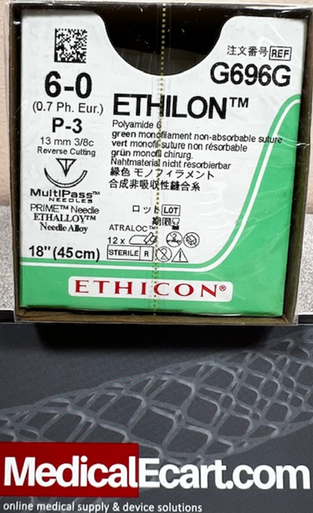 注文番号 REF
G696G
6-0
(0.7 Ph. Eur.)
P-3
13 mm 3/8c
Reverse Cutting
MultiPass™
NEEDLES
PRIME™ Needle
ETHALLOY™
Needle Alloy
18" (45cm)
ETHILON™
Polyamide 6
green monofilament non-absorbable suture
vert monofil suture non résorbable
grün monofil chirurg.
Nahtmaterial nicht resorbierbar
緑色 モノフィラメント
合成非吸収性縫合糸
ロット LOT
期限
ATRALOC™
12 x
STERILE R
ETHICON®
MedicalEcart.com
online medical supply & device solutions